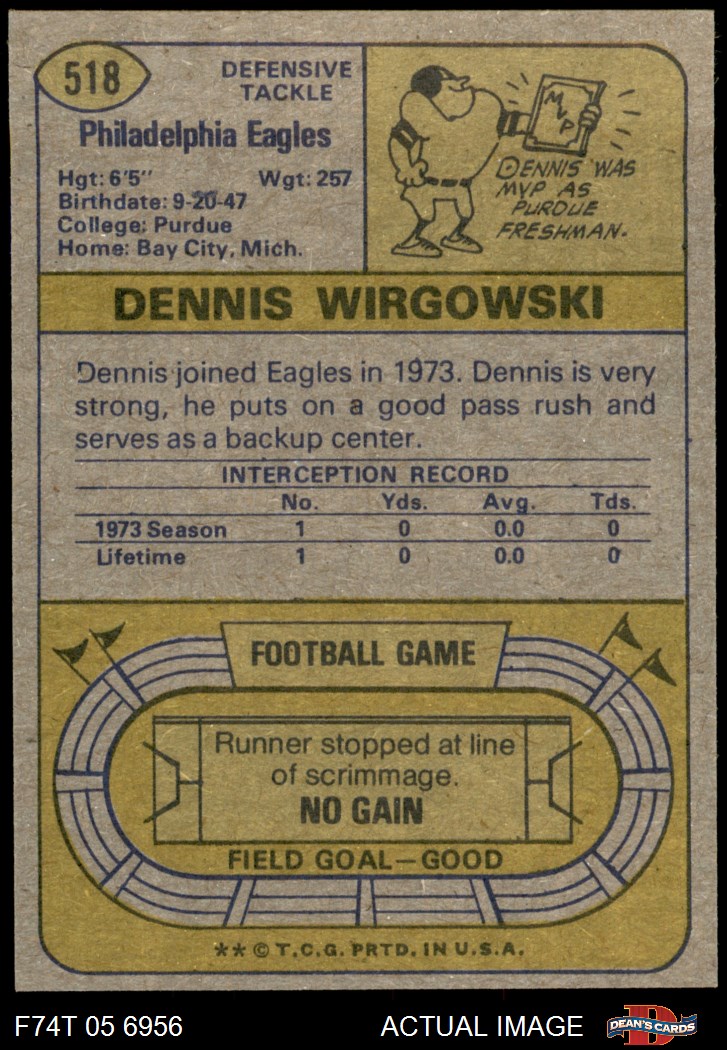 518
DEFENSIVE
TACKLE
Philadelphia Eagles
Hgt: 6'5" Wgt: 257
Birthdate: 9-20-47
College: Purdue
Home: Bay City, Mich.
MVP
DENNIS WAS
MVP AS
PURDUE
FRESHMAN.
DENNIS WIRGOWSKI
Dennis joined Eagles in 1973. Dennis is very
strong, he puts on a good pass rush and
serves as a backup center.
INTERCEPTION RECORD
No. Yds. Avg. Tds.
1973 Season 1 0 0.0 0
Lifetime 1 0 0.0 0
FOOTBALL GAME
Runner stopped at line
of scrimmage.
NO GAIN
FIELD GOAL—GOOD
** © T.C.G. PRTD. IN U.S.A.
F74T 05 6956 ACTUAL IMAGE
DEAN'S CARDS